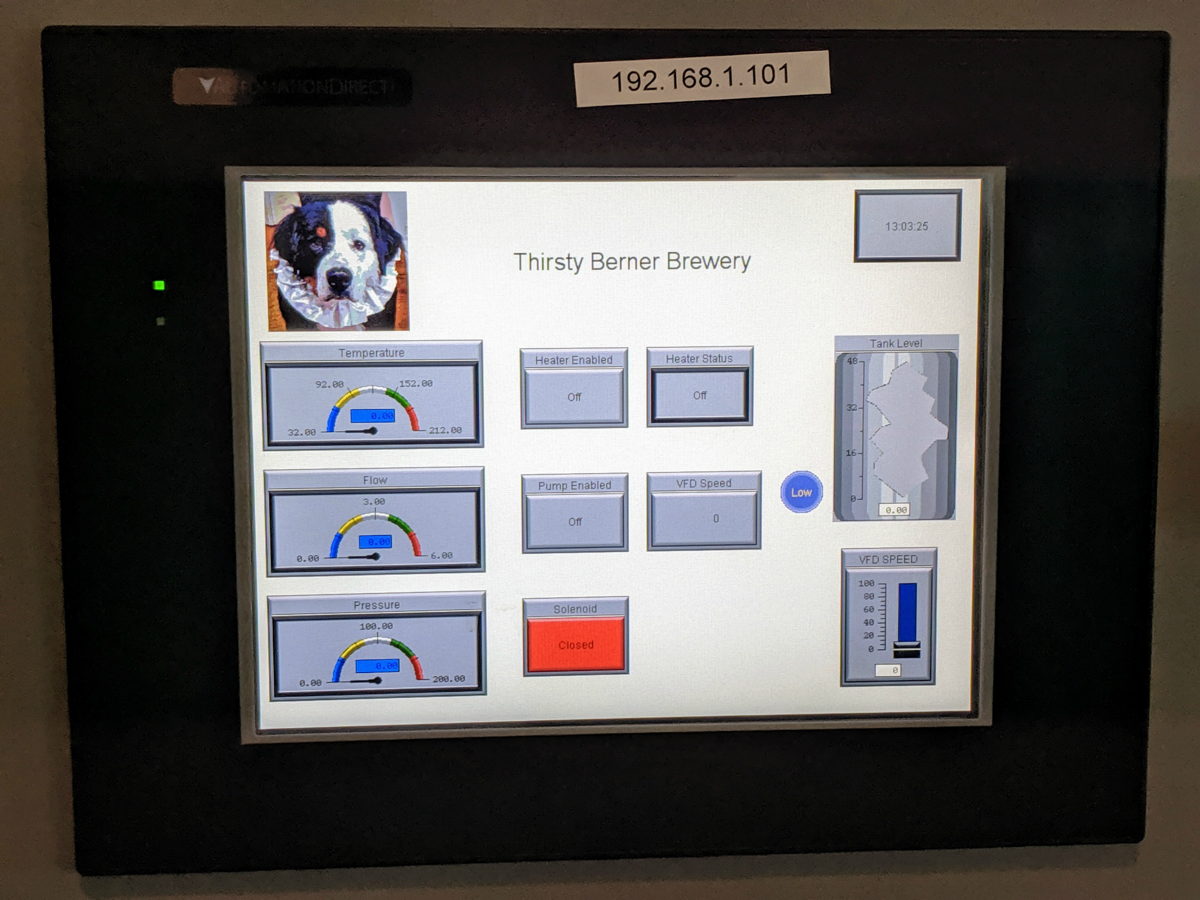 AUTOMATIONDIRECT
192.168.1.101
13:03:25
Thirsty Berner Brewery
Temperature
92.00
152.00
0.00
32.00
212.00
Heater Enabled
Off
Heater Status
Off
Tank Level
48
32
16
0
0.00
Flow
3.00
0.00
0.00
6.00
Pump Enabled
Off
VFD Speed
0
Low
Pressure
100.00
0.00
0.00
200.00
Solenoid
Closed
VFD SPEED
100
80
60
40
20
0
0